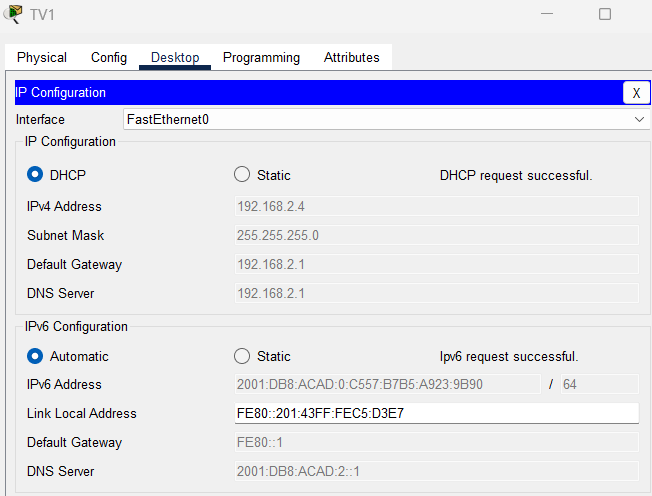 TV1
Physical Config Desktop Programming Attributes
IP Configuration X
Interface FastEthernet0
IP Configuration
DHCP Static DHCP request successful.
IPv4 Address 192.168.2.4
Subnet Mask 255.255.255.0
Default Gateway 192.168.2.1
DNS Server 192.168.2.1
IPv6 Configuration
Automatic Static Ipv6 request successful.
IPv6 Address 2001:DB8:ACAD:0:C557:B7B5:A923:9B90 / 64
Link Local Address FE80::201:43FF:FEC5:D3E7
Default Gateway FE80::1
DNS Server 2001:DB8:ACAD:2::1